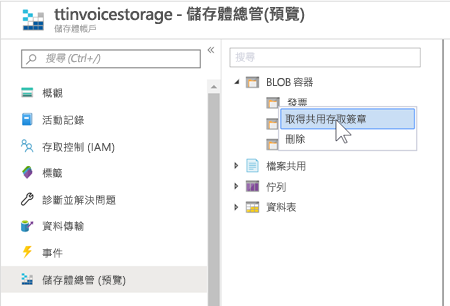 ttinvoicestorage - 儲存體總管(預覽)
儲存體帳戶
搜尋 (Ctrl+/)
«
概觀
活動記錄
存取控制 (IAM)
標籤
診斷並解決問題
資料傳輸
事件
儲存體總管 (預覽)
搜尋
BLOB 容器
發票
取得共用存取簽章
刪除
檔案共用
佇列
資料表